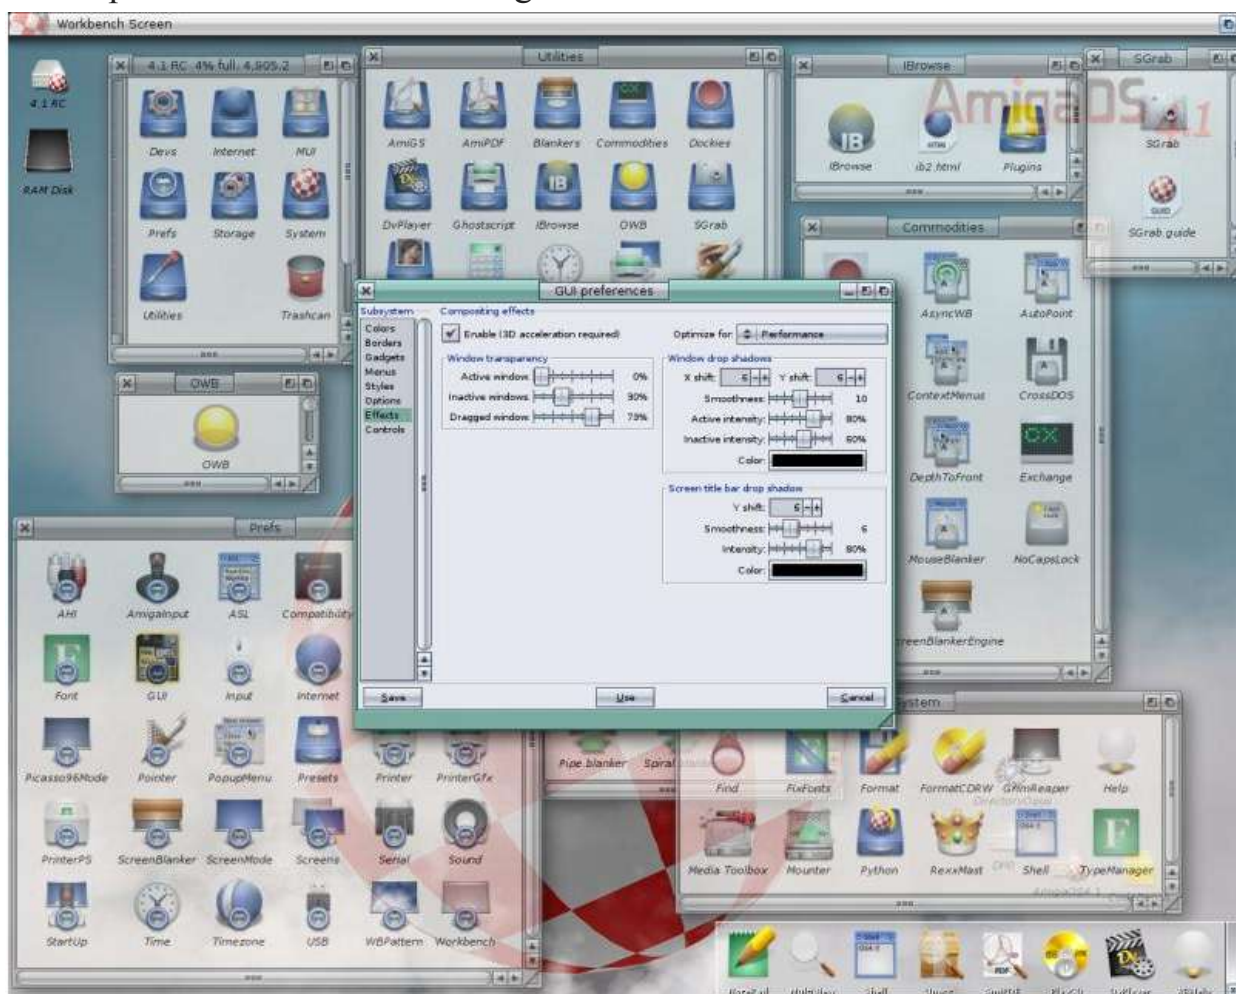 Workbench Screen
4.1 RC
RAM Disk
4.1 RC 4% full, 4,905.2
Devs
Internet
MUI
Prefs
Storage
System
Utilities
Trashcan
Utilities
AmiGS
AmiPDF
Blankers
Commodities
Dockies
DvPlayer
Ghostscript
IBrowse
OWB
SGrab
IBrowse
IBrowse
ib2.html
Plugins
AmigaOS 4.1
SGrab
SGrab
SGrab.guide
OWB
OWB
Commodities
AsyncWB
AutoPoint
ContextMenus
CrossDOS
DepthToFront
Exchange
MouseBlanker
NoCapsLock
GUI preferences
Subsystem
Colors
Borders
Gadgets
Menus
Styles
Options
Effects
Controls
Compositing effects
Enable (3D acceleration required)
Optimize for: Performance
Window transparency
Active window: 0%
Inactive windows: 30%
Dragged window: 79%
Window drop shadows
X shift: 6 Y shift: 6
Smoothness: 10
Active intensity: 80%
Inactive intensity: 60%
Color:
Screen title bar drop shadow
Y shift: 6
Smoothness: 6
Intensity: 80%
Color:
Save
Use
Cancel
Prefs
AHI
AmigaInput
ASL
Compatibility
Font
GUI
Input
Internet
Picasso96Mode
Pointer
PopupMenu
Presets
Printer
PrinterGfx
PrinterPS
ScreenBlanker
ScreenMode
Screens
Serial
Sound
StartUp
Time
Timezone
USB
WBPattern
Workbench
Pipe.blanker
Find
FixFonts
Format
FormatCDRW
GrimReaper
Help
Media Toolbox
Mounter
Python
RexxMast
Shell
TypeManager